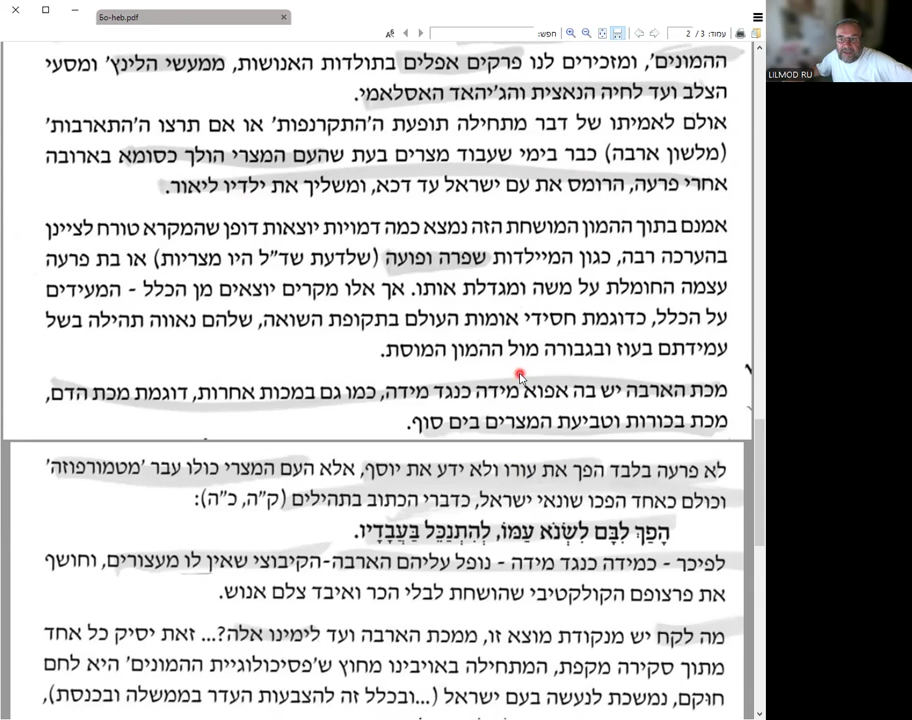 Бо-heb.pdf
עמוד: 2 / 3
חפש:
LILMOD RU
ההמונים', ומזכירים לנו פרקים אפלים בתולדות האנושות, ממעשי הלינץ' ומסעי
הצלב ועד לחיה הנאצית והג'יהאד האסלאמי.
אולם לאמיתו של דבר מתחילה תופעת ה'התקרנפות' או אם תרצו ה'התארבות'
(מלשון ארבה) כבר בימי שעבוד מצרים בעת שהעם המצרי הולך כסומא בארובה
אחרי פרעה, הרומס את עם ישראל עד דכא, ומשליך את ילדיו ליאור.
אמנם בתוך ההמון המושחת הזה נמצא כמה דמויות יוצאות דופן שהמקרא טורח לציינן
בהערכה רבה, כגון המיילדות שפרה ופועה (שלדעת שד"ל היו מצריות) או בת פרעה
עצמה החומלת על משה ומגדלת אותו. אך אלו מקרים יוצאים מן הכלל - המעידים
על הכלל, כדוגמת חסידי אומות העולם בתקופת השואה, שלהם נאווה תהילה בשל
עמידתם בעוז ובגבורה מול ההמון המוסת.
מכת הארבה יש בה אפוא מידה כנגד מידה, כמו גם במכות אחרות, דוגמת מכת הדם,
מכת בכורות וטביעת המצרים בים סוף.
לא פרעה בלבד הפך את עורו ולא ידע את יוסף, אלא העם המצרי כולו עבר 'מטמורפוזה'
וכולם כאחד הפכו שונאי ישראל, כדברי הכתוב בתהילים (ק"ה, כ"ה):
הָפַךְ לִבָּם לִשְׂנֹא עַמּוֹ, לְהִתְנַכֵּל בַּעֲבָדָיו.
לפיכך - כמידה כנגד מידה - נופל עליהם הארבה-הקיבוצי שאין לו מעצורים, וחושף
את פרצופם הקולקטיבי שהושחת לבלי הכר ואיבד צלם אנוש.
מה לקח יש מנקודת מוצא זו, ממכת הארבה ועד לימינו אלה?... זאת יסיק כל אחד
מתוך סקירה מקפת, המתחילה באויבינו מחוץ ש'פסיכולוגיית ההמונים' היא לחם
חוקם, נמשכת לנעשה בעם ישראל (...ובכלל זה להצבעות העדר בממשלה ובכנסת),